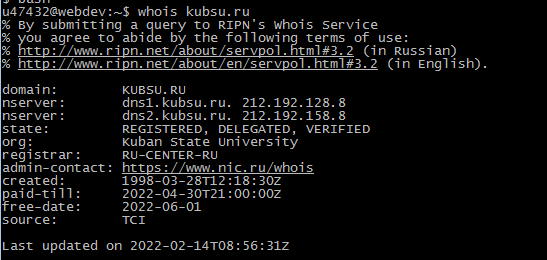 $ bash
u47432@webdev:~$ whois kubsu.ru
% By submitting a query to RIPN's Whois Service
% you agree to abide by the following terms of use:
% http://www.ripn.net/about/servpol.html#3.2 (in Russian)
% http://www.ripn.net/about/en/servpol.html#3.2 (in English).
domain: KUBSU.RU
nserver: dns1.kubsu.ru. 212.192.128.8
nserver: dns2.kubsu.ru. 212.192.158.8
state: REGISTERED, DELEGATED, VERIFIED
org: Kuban State University
registrar: RU-CENTER-RU
admin-contact: https://www.nic.ru/whois
created: 1998-03-28T12:18:30Z
paid-till: 2022-04-30T21:00:00Z
free-date: 2022-06-01
source: TCI
Last updated on 2022-02-14T08:56:31Z